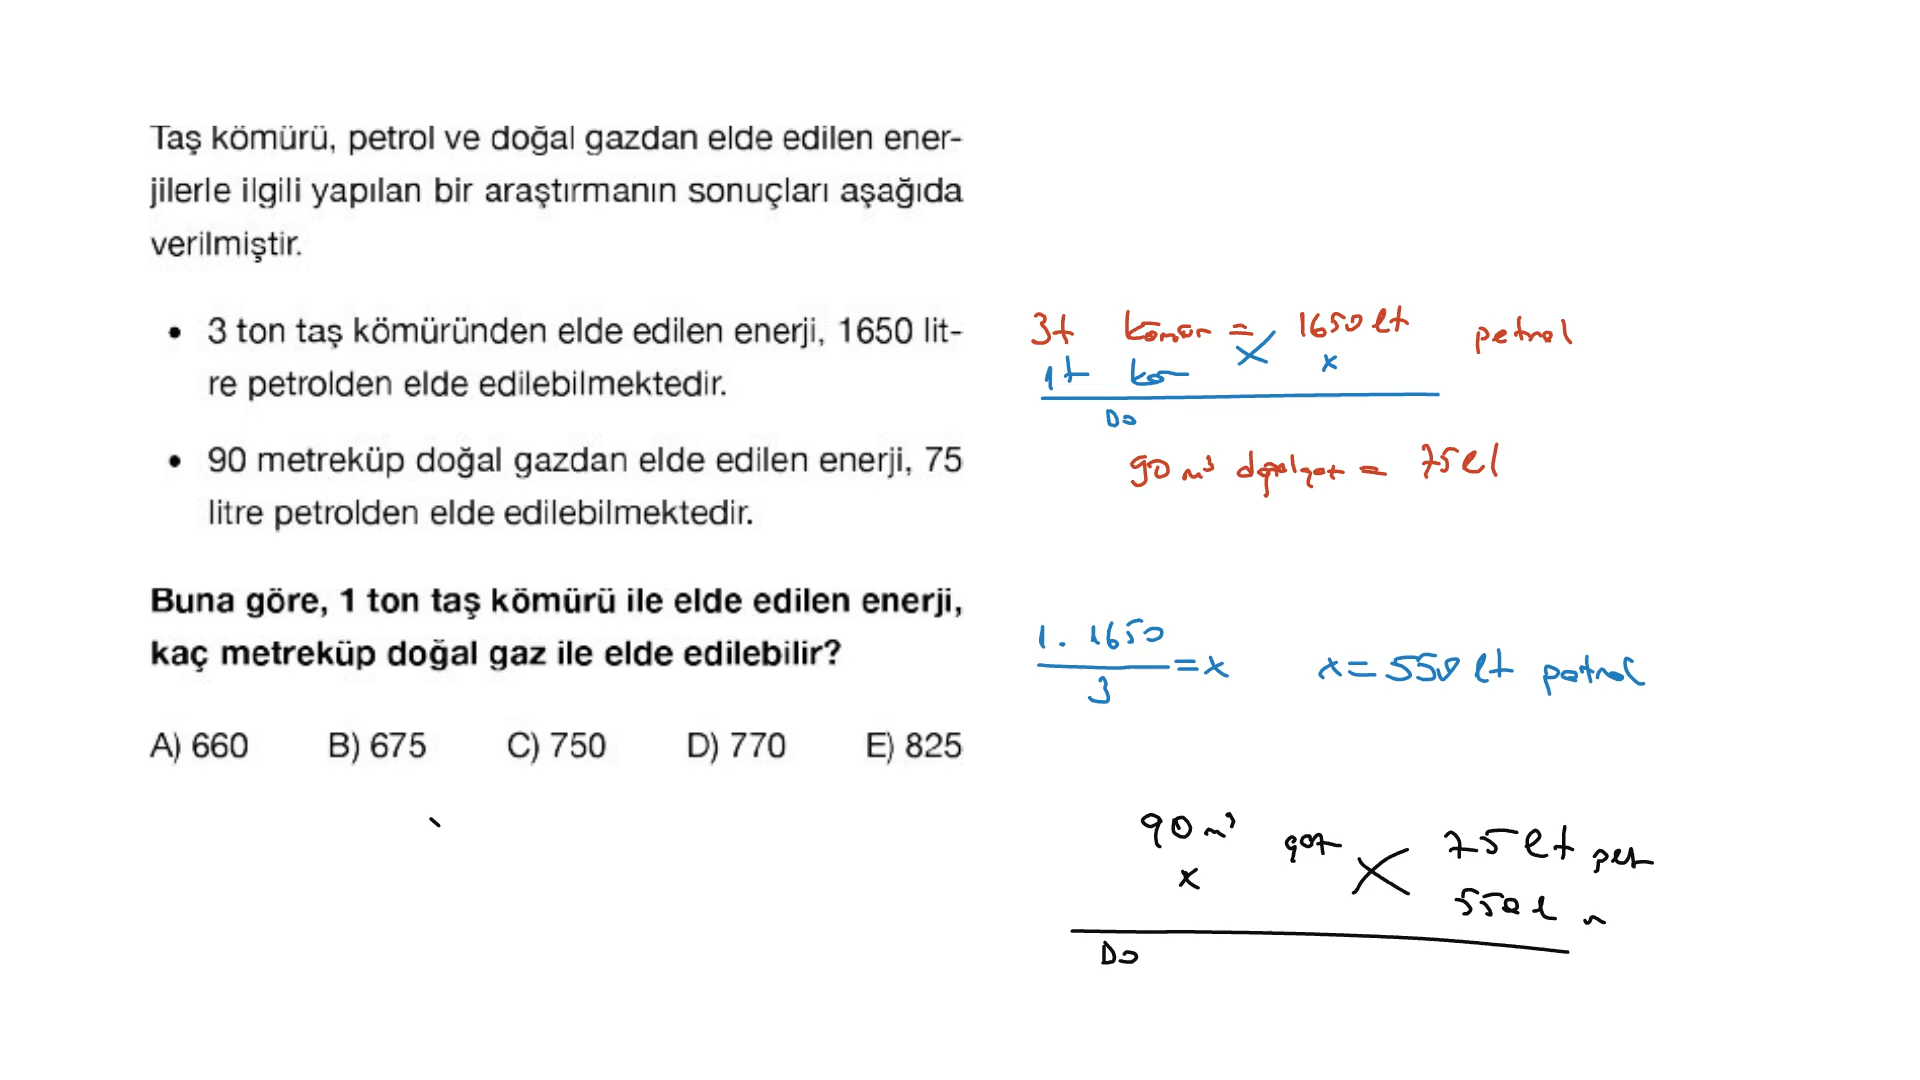 Taş kömürü, petrol ve doğal gazdan elde edilen ener-
jilerle ilgili yapılan bir araştırmanın sonuçları aşağıda
verilmiştir.
• 3 ton taş kömüründen elde edilen enerji, 1650 lit-
re petrolden elde edilebilmektedir.
• 90 metreküp doğal gazdan elde edilen enerji, 75
litre petrolden elde edilebilmektedir.
Buna göre, 1 ton taş kömürü ile elde edilen enerji,
kaç metreküp doğal gaz ile elde edilebilir?
A) 660 B) 675 C) 750 D) 770 E) 825
3t kömür = 1650 lt petrol
1t köm x
Do
90 m³ doğalgaz = 75 l
1 . 1650
3
= x x = 550 lt petrol
90 m³ gaz 75 lt pet
x 550 l
Do